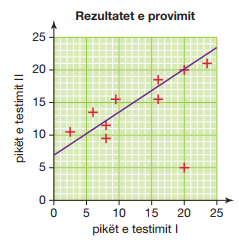 Rezultatet e provimit
pikët e testimit II
25
20
15
10
5
0
0 5 10 15 20 25
pikët e testimit I